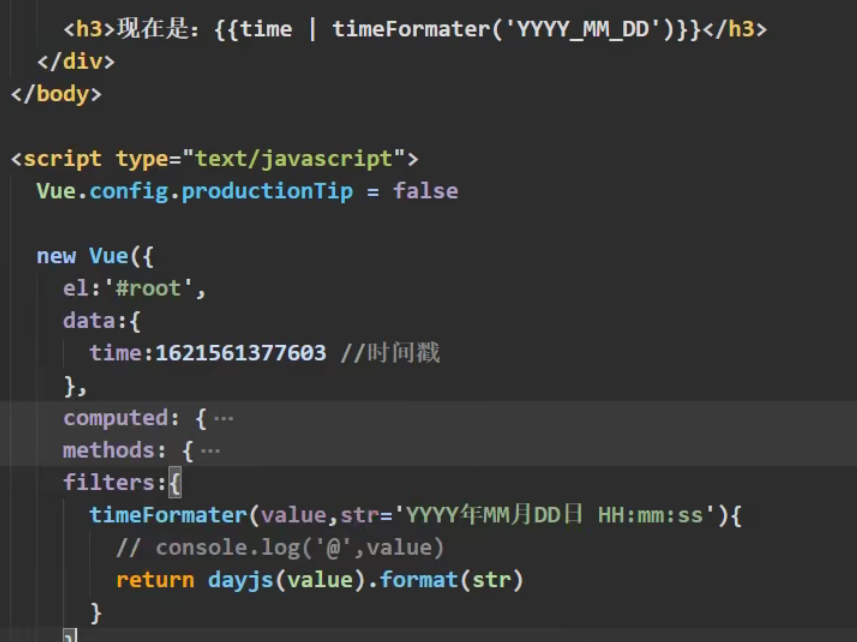 <h3>现在是：{{time | timeFormater('YYYY_MM_DD')}}</h3>
</div>
</body>
<script type="text/javascript">
Vue.config.productionTip = false
new Vue({
el:'#root',
data:{
time:1621561377603 //时间戳
},
computed: {···
methods: {···
filters:{
timeFormater(value,str='YYYY年MM月DD日 HH:mm:ss'){
// console.log('@',value)
return dayjs(value).format(str)
}
}